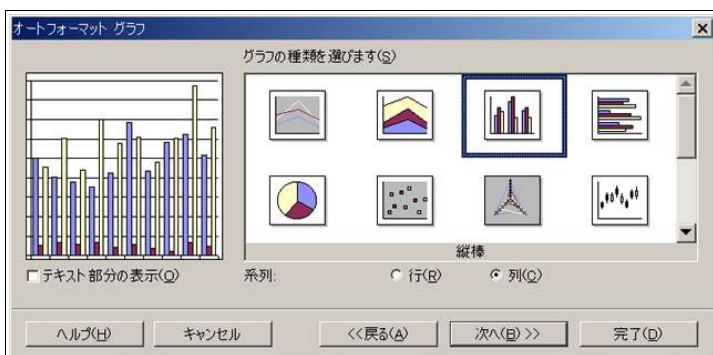 オートフォーマット グラフ
グラフの種類を選びます(S)
縦棒
テキスト部分の表示(O)
系列:
行(R)
列(C)
ヘルプ(H)
キャンセル
<<戻る(A)
次へ(B) >>
完了(D)